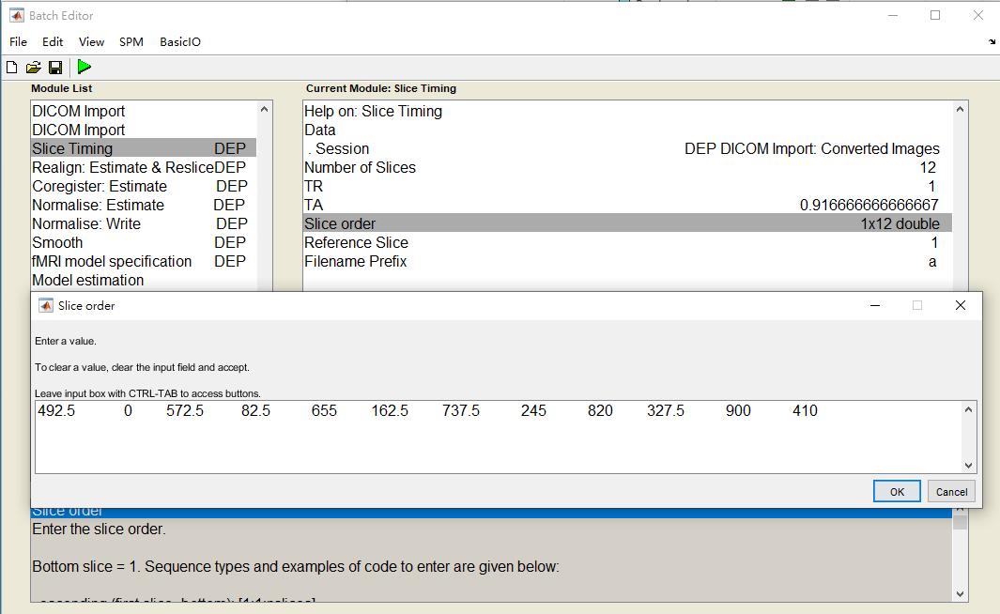 Batch Editor
File Edit View SPM BasicIO
Module List
DICOM Import
DICOM Import
Slice Timing DEP
Realign: Estimate & ResliceDEP
Coregister: Estimate DEP
Normalise: Estimate DEP
Normalise: Write DEP
Smooth DEP
fMRI model specification DEP
Model estimation
Current Module: Slice Timing
Help on: Slice Timing
Data
. Session DEP DICOM Import: Converted Images
Number of Slices 12
TR 1
TA 0.916666666666667
Slice order 1x12 double
Reference Slice 1
Filename Prefix a
Slice order
Enter a value.
To clear a value, clear the input field and accept.
Leave input box with CTRL-TAB to access buttons.
492.5 0 572.5 82.5 655 162.5 737.5 245 820 327.5 900 410
OK Cancel
Slice order
Enter the slice order.
Bottom slice = 1. Sequence types and examples of code to enter are given below: